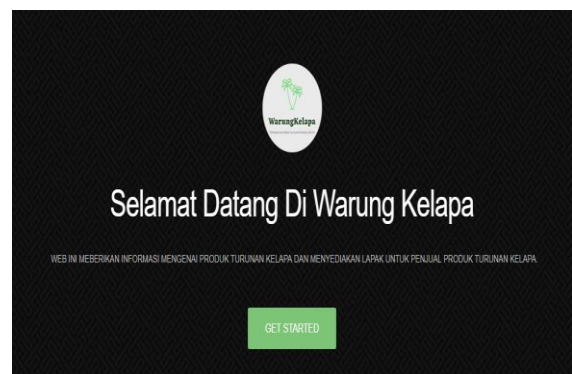 WarungKelapa
Selamat Datang Di Warung Kelapa
WEB INI MEBERIKAN INFORMASI MENGENAI PRODUK TURUNAN KELAPA DAN MENYEDIAKAN LAPAK UNTUK PENJUAL PRODUK TURUNAN KELAPA.
GET STARTED